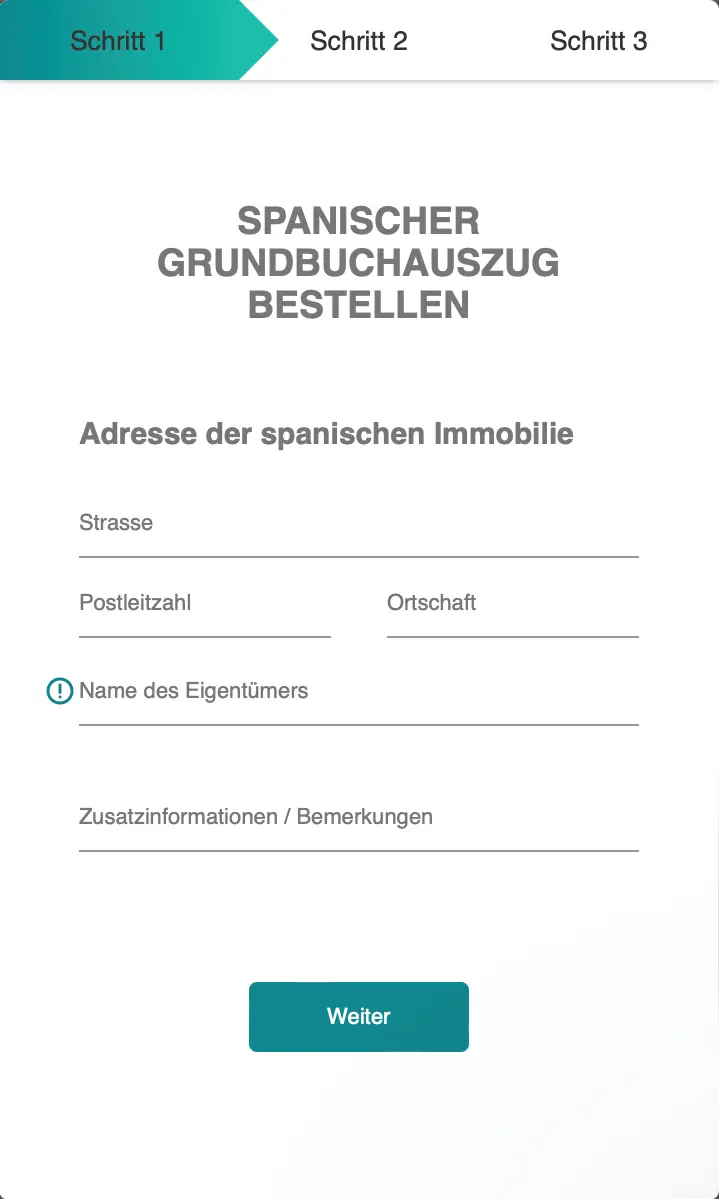 Schritt 1 Schritt 2 Schritt 3
SPANISCHER
GRUNDBUCHAUSZUG
BESTELLEN
Adresse der spanischen Immobilie
Strasse
Postleitzahl Ortschaft
Name des Eigentümers
Zusatzinformationen / Bemerkungen
Weiter